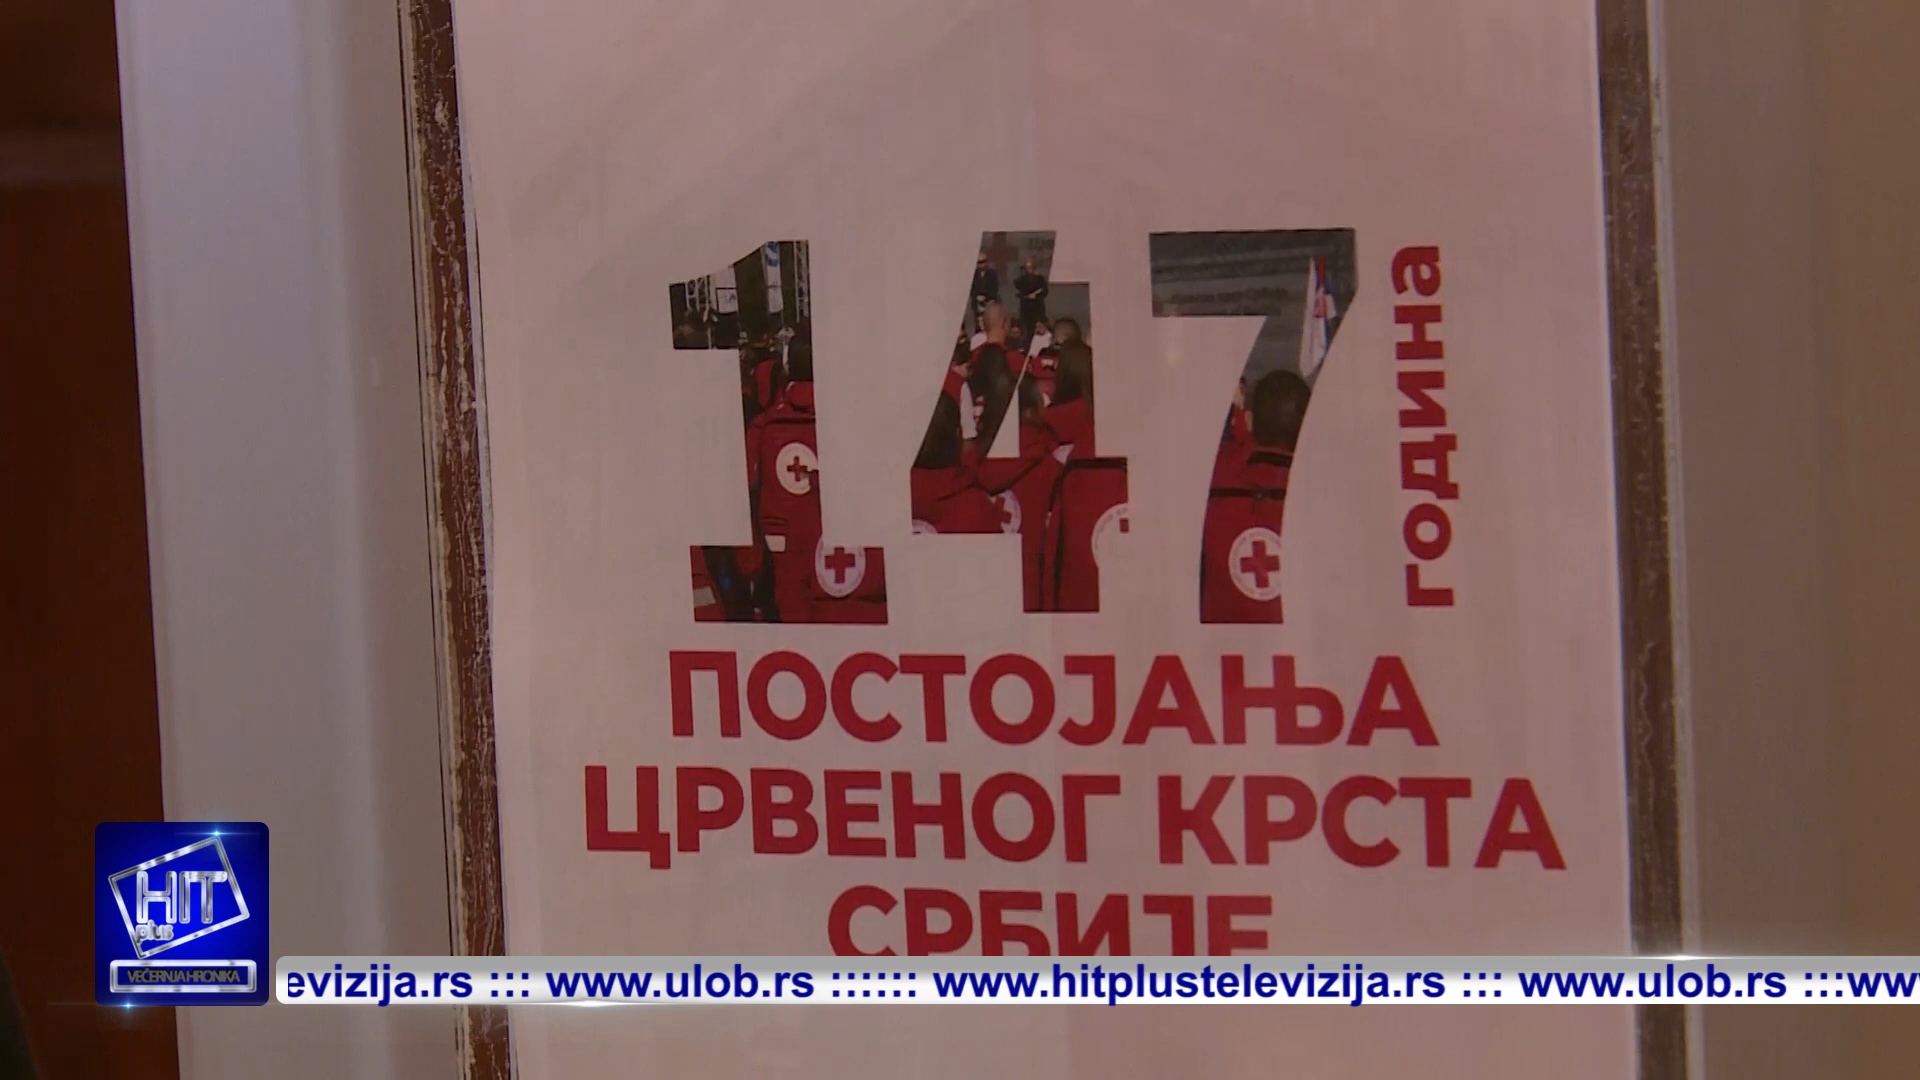 147 година
ПОСТОЈАЊА
ЦРВЕНОГ КРСТА
СРБИЈЕ
HIT
plus
VEČERNJA HRONIKA
evizija.rs ::: www.ulob.rs :::::: www.hitplustelevizija.rs ::: www.ulob.rs :::ww